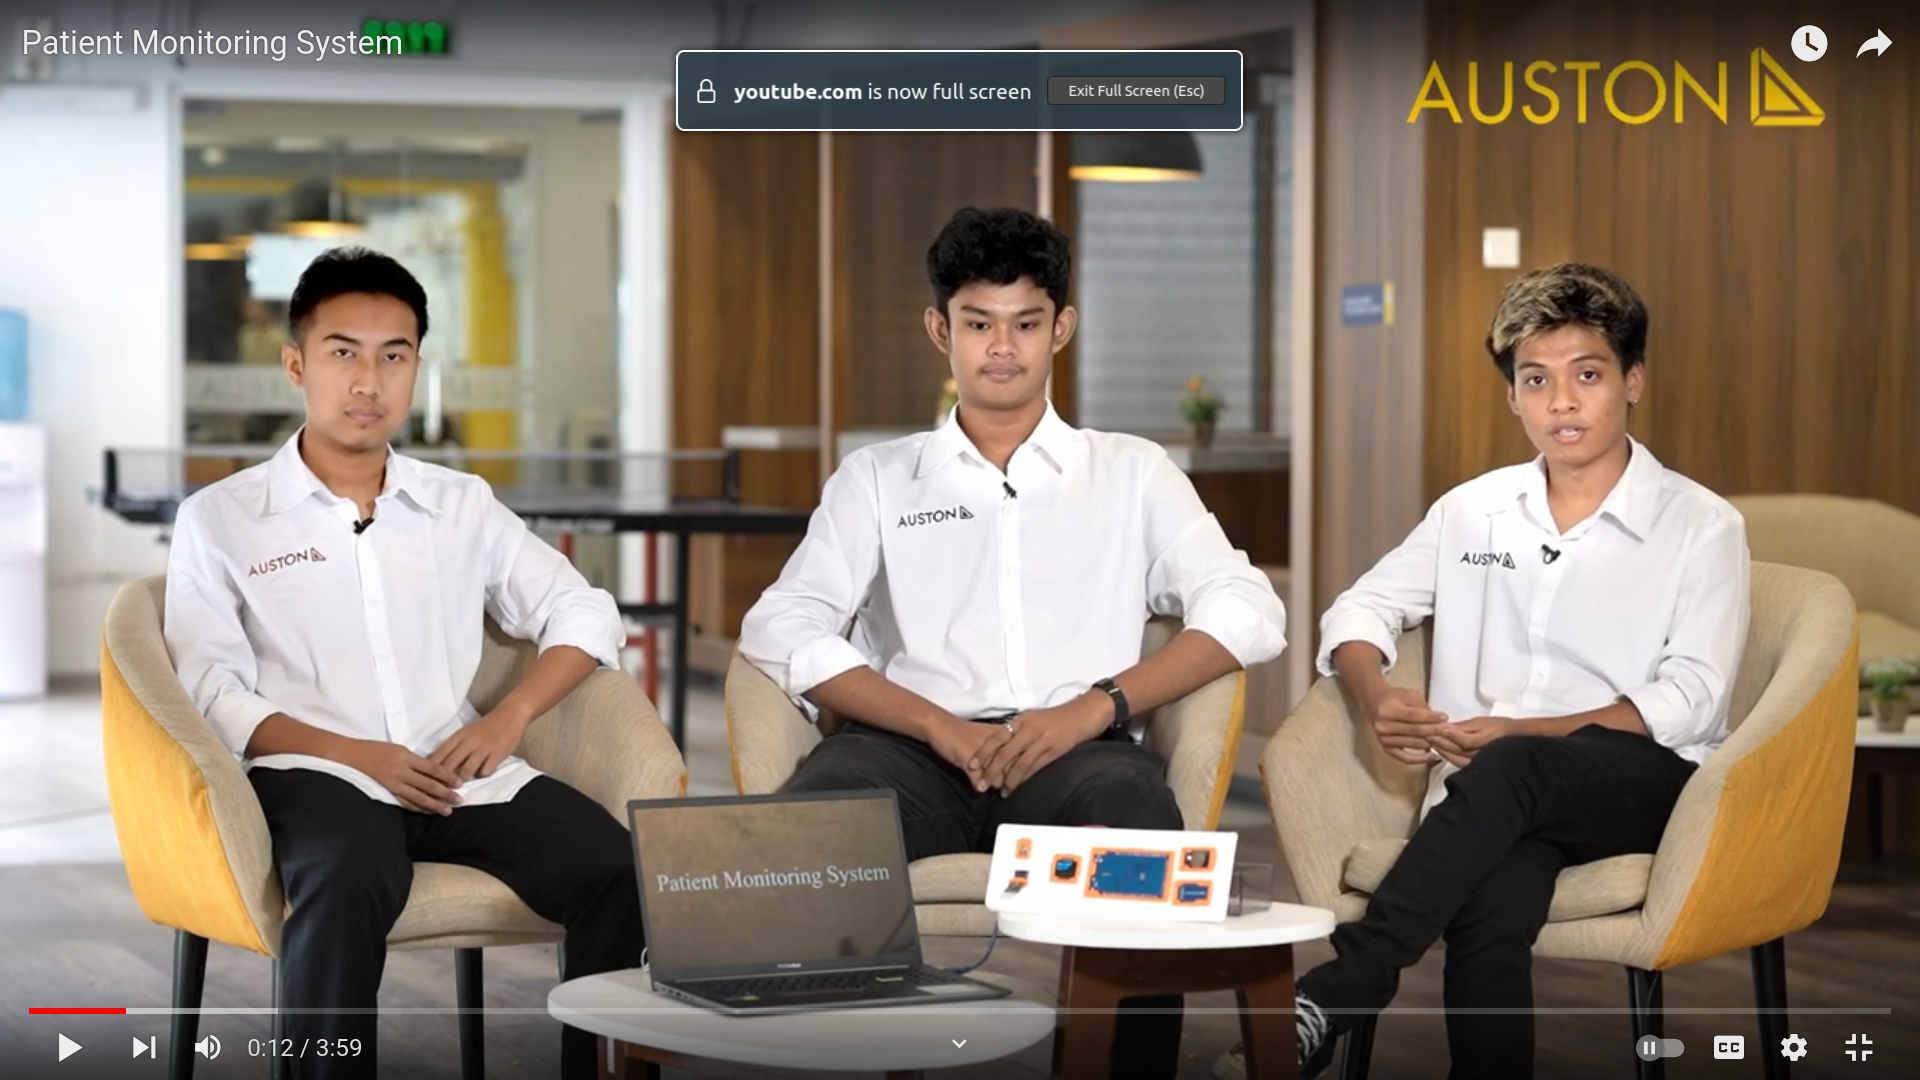 Patient Monitoring System
youtube.com is now full screen
Exit Full Screen (Esc)
AUSTON
AUSTON
AUSTON
AUSTON
Patient Monitoring System
0:12 / 3:59
CC